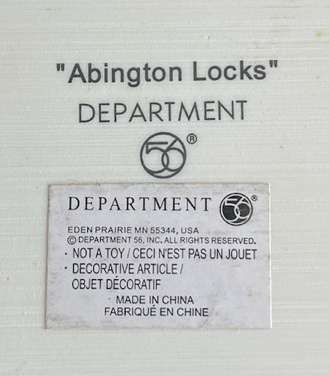 "Abington Locks"
DEPARTMENT
56®
DEPARTMENT 56®
EDEN PRAIRIE MN 55344, USA
© DEPARTMENT 56, INC. ALL RIGHTS RESERVED.
· NOT A TOY / CECI N'EST PAS UN JOUET
· DECORATIVE ARTICLE /
OBJET DÉCORATIF
· MADE IN CHINA
FABRIQUÉ EN CHINE